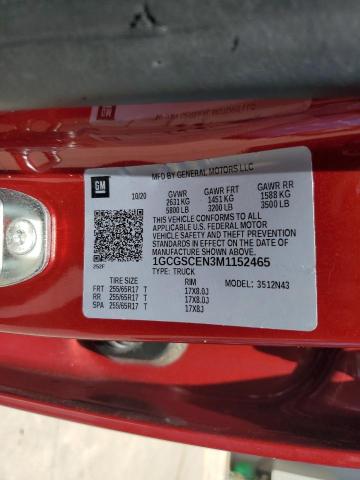 MFD BY GENERAL MOTORS LLC
GM
10/20 GVWR GAWR FRT GAWR RR
2631 KG 1451 KG 1588 KG
5800 LB 3200 LB 3500 LB
THIS VEHICLE CONFORMS TO ALL
APPLICABLE U.S. FEDERAL MOTOR
VEHICLE SAFETY AND THEFT PREVENTION
STANDARDS IN EFFECT ON THE DATE OF
MANUFACTURE SHOWN ABOVE.
252F
1GCGSCEN3M1152465
TYPE: TRUCK
TIRE SIZE RIM MODEL: 3512N43
FRT 255/65R17 T 17X8.0J
RR 255/65R17 T 17X8.0J
SPA 255/65R17 T 17X8J